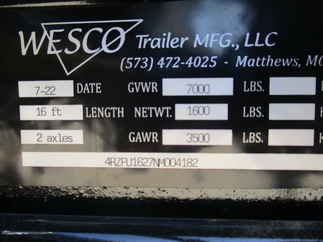 WESCO Trailer MFG., LLC
(573) 472-4025 - Matthews, MO
7-22 DATE GVWR 7000 LBS.
16 ft LENGTH NETWT. 1600 LBS.
2 axles GAWR 3500 LBS.
4RZPU1627NM004182